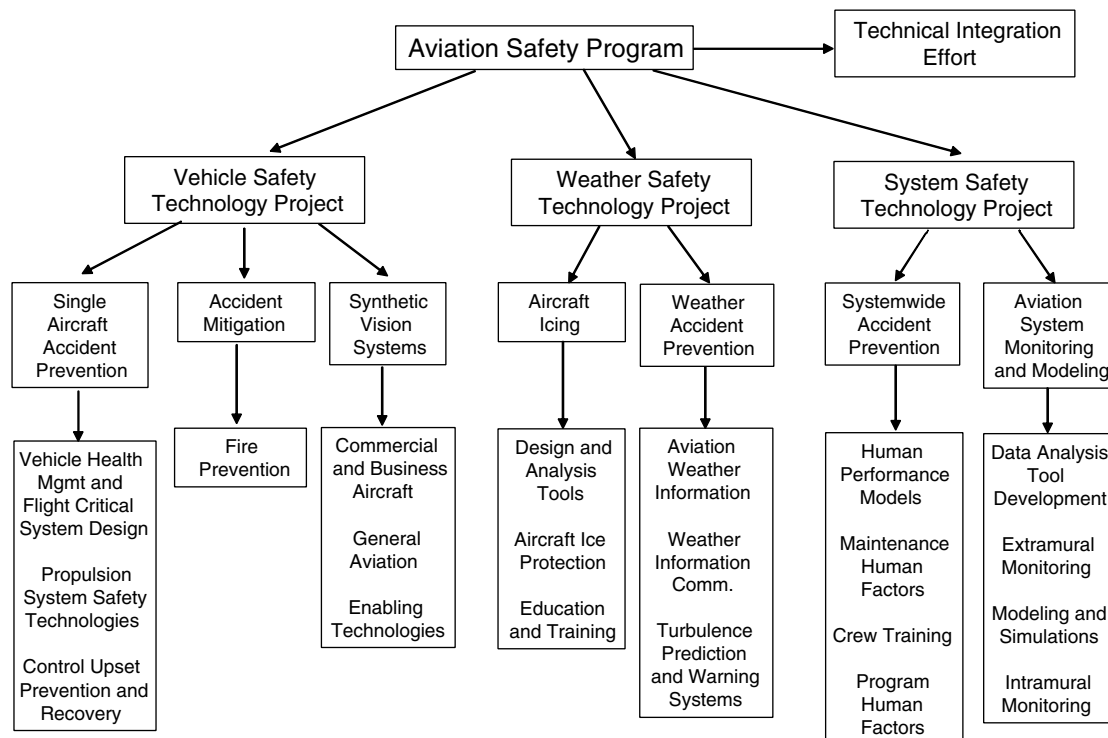 Aviation Safety Program
Technical Integration
Effort
Vehicle Safety
Technology Project
Weather Safety
Technology Project
System Safety
Technology Project
Single
Aircraft
Accident
Prevention
Accident
Mitigation
Synthetic
Vision
Systems
Aircraft
Icing
Weather
Accident
Prevention
Systemwide
Accident
Prevention
Aviation
System
Monitoring
and Modeling
Vehicle Health
Mgmt and
Flight Critical
System Design
Propulsion
System Safety
Technologies
Control Upset
Prevention and
Recovery
Fire
Prevention
Commercial
and Business
Aircraft
General
Aviation
Enabling
Technologies
Design and
Analysis
Tools
Aircraft Ice
Protection
Education
and Training
Aviation
Weather
Information
Weather
Information
Comm.
Turbulence
Prediction
and Warning
Systems
Human
Performance
Models
Maintenance
Human
Factors
Crew Training
Program
Human
Factors
Data Analysis
Tool
Development
Extramural
Monitoring
Modeling and
Simulations
Intramural
Monitoring